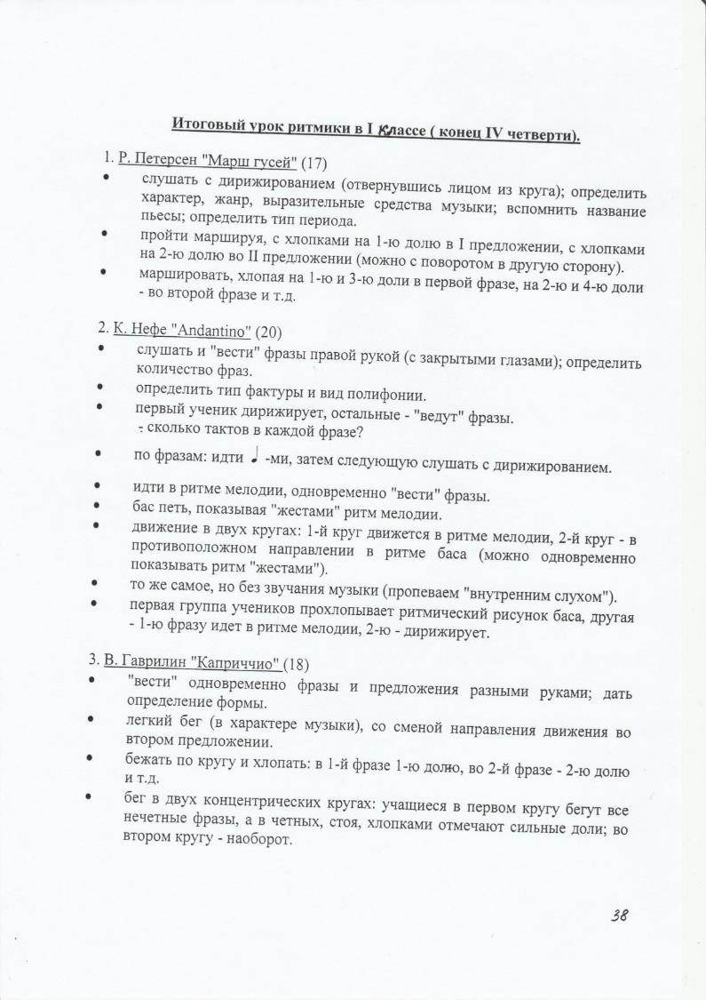 Итоговый урок ритмики в I классе ( конец IV четверти).
1. Р. Петерсен "Марш гусей" (17)
• слушать с дирижированием (отвернувшись лицом из круга); определить
характер, жанр, выразительные средства музыки; вспомнить название
пьесы; определить тип периода.
• пройти маршируя, с хлопками на 1-ю долю в I предложении, с хлопками
на 2-ю долю во II предложении (можно с поворотом в другую сторону).
• маршировать, хлопая на 1-ю и 3-ю доли в первой фразе, на 2-ю и 4-ю доли
- во второй фразе и т.д.
2. К. Нефе "Andantino" (20)
• слушать и "вести" фразы правой рукой (с закрытыми глазами); определить
количество фраз.
• определить тип фактуры и вид полифонии.
• первый ученик дирижирует, остальные - "ведут" фразы.
- сколько тактов в каждой фразе?
• по фразам: идти ♩ -ми, затем следующую слушать с дирижированием.
• идти в ритме мелодии, одновременно "вести" фразы.
• бас петь, показывая "жестами" ритм мелодии.
• движение в двух кругах: 1-й круг движется в ритме мелодии, 2-й круг - в
противоположном направлении в ритме баса (можно одновременно
показывать ритм "жестами").
• то же самое, но без звучания музыки (пропеваем "внутренним слухом").
• первая группа учеников прохлопывает ритмический рисунок баса, другая
- 1-ю фразу идет в ритме мелодии, 2-ю - дирижирует.
3. В. Гаврилин "Каприччио" (18)
• "вести" одновременно фразы и предложения разными руками; дать
определение формы.
• легкий бег (в характере музыки), со сменой направления движения во
втором предложении.
• бежать по кругу и хлопать: в 1-й фразе 1-ю долю, во 2-й фразе - 2-ю долю
и т.д.
• бег в двух концентрических кругах: учащиеся в первом кругу бегут все
нечетные фразы, а в четных, стоя, хлопками отмечают сильные доли; во
втором кругу - наоборот.
38